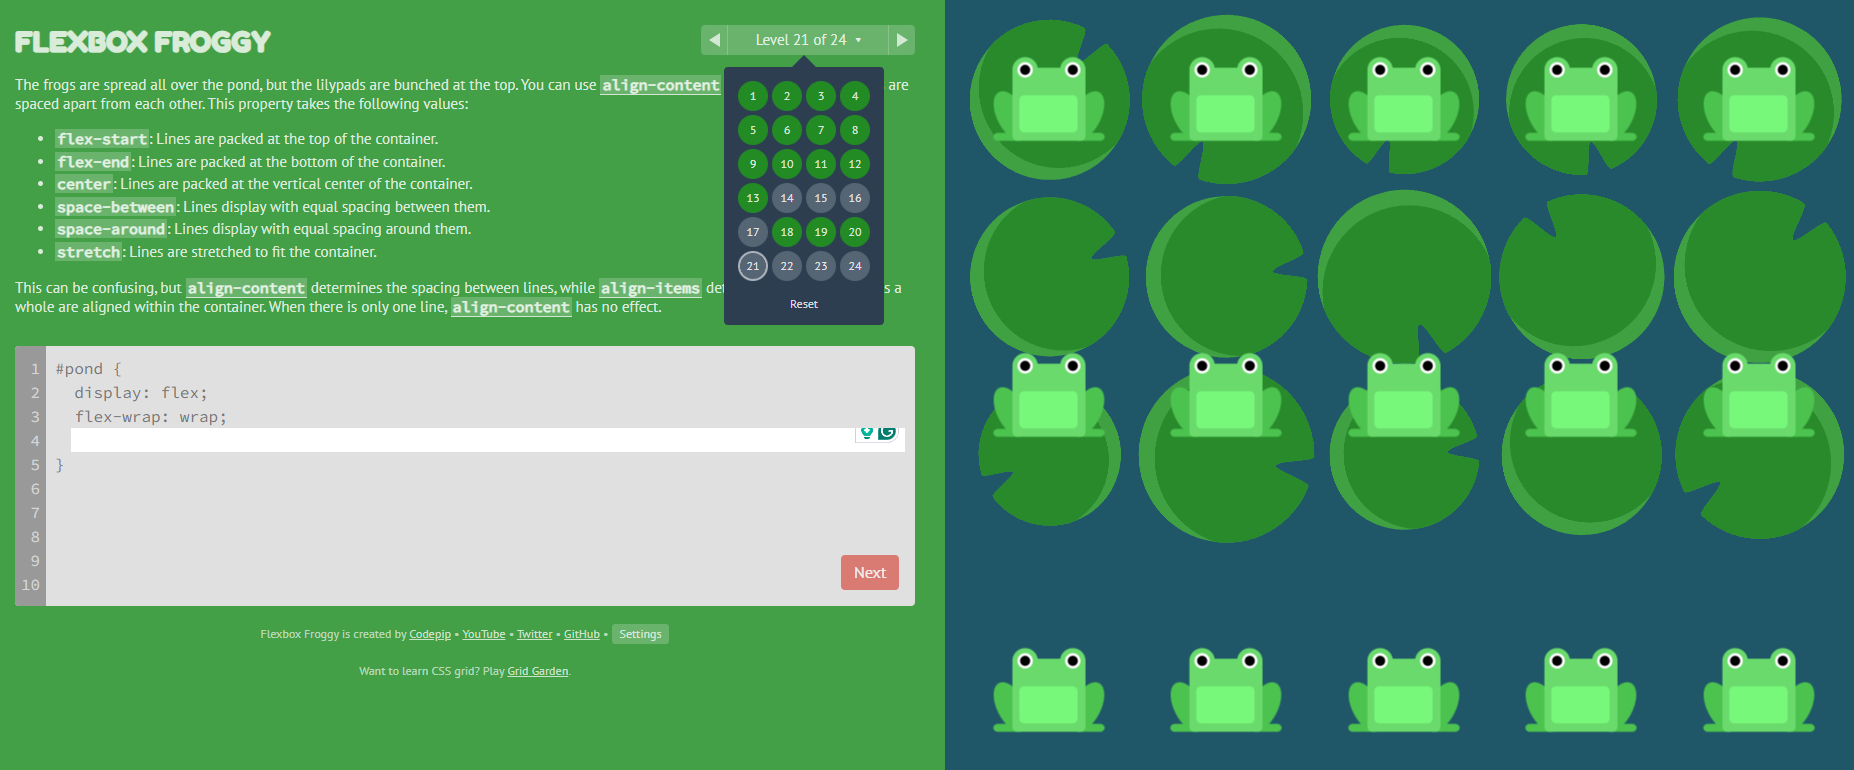 FLEXBOX FROGGY
Level 21 of 24
The frogs are spread all over the pond, but the lilypads are bunched at the top. You can use align-content are
spaced apart from each other. This property takes the following values:
flex-start: Lines are packed at the top of the container.
flex-end: Lines are packed at the bottom of the container.
center: Lines are packed at the vertical center of the container.
space-between: Lines display with equal spacing between them.
space-around: Lines display with equal spacing around them.
stretch: Lines are stretched to fit the container.
This can be confusing, but align-content determines the spacing between lines, while align-items det s a
whole are aligned within the container. When there is only one line, align-content has no effect.
1 2 3 4
5 6 7 8
9 10 11 12
13 14 15 16
17 18 19 20
21 22 23 24
Reset
1 #pond {
2 display: flex;
3 flex-wrap: wrap;
4
5 }
6
7
8
9
10
Next
Flexbox Froggy is created by Codepip • YouTube • Twitter • GitHub • Settings
Want to learn CSS grid? Play Grid Garden.